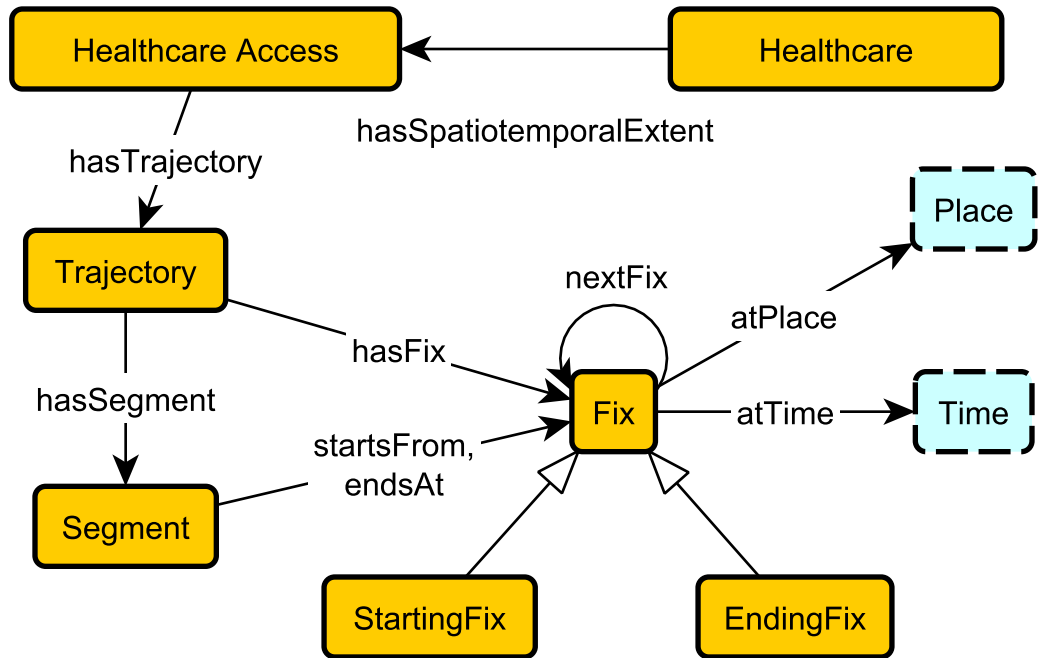 Healthcare Access
Healthcare
hasSpatiotemporalExtent
hasTrajectory
Place
Trajectory
nextFix
atPlace
hasFix
hasSegment
Fix
atTime
Time
startsFrom,
endsAt
Segment
StartingFix
EndingFix